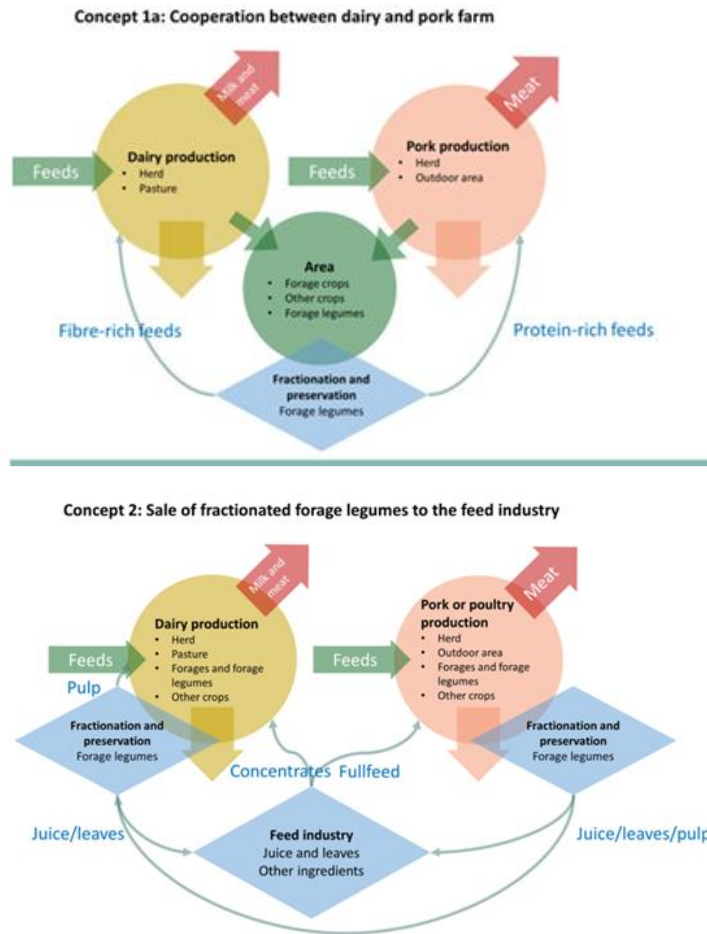 Concept 1a: Cooperation between dairy and pork farm
Milk and
meat
Meat
Feeds
Dairy production
• Herd
• Pasture
Feeds
Pork production
• Herd
• Outdoor area
Area
• Forage crops
• Other crops
• Forage legumes
Fibre-rich feeds
Protein-rich feeds
Fractionation and
preservation
Forage legumes
Concept 2: Sale of fractionated forage legumes to the feed industry
Milk and
meat
Meat
Feeds
Dairy production
• Herd
• Pasture
• Forages and forage
legumes
• Other crops
Feeds
Pork or poultry
production
• Herd
• Outdoor area
• Forages and forage
legumes
• Other crops
Pulp
Fractionation and
preservation
Forage legumes
Concentrates
Fullfeed
Fractionation and
preservation
Forage legumes
Juice/leaves
Feed industry
Juice and leaves
Other ingredients
Juice/leaves/pulp